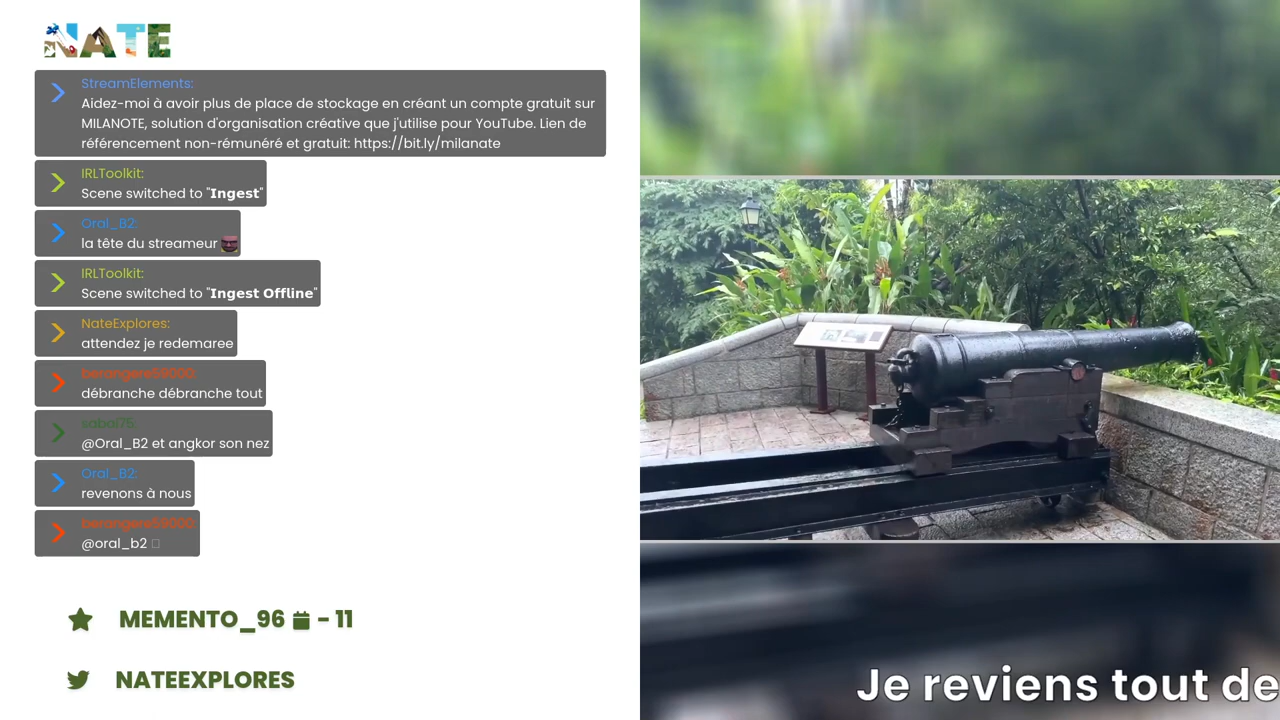 NATE
StreamElements:
Aidez-moi à avoir plus de place de stockage en créant un compte gratuit sur
MILANOTE, solution d'organisation créative que j'utilise pour YouTube. Lien de
référencement non-rémunéré et gratuit: https://bit.ly/milanate
IRLToolkit:
Scene switched to "Ingest"
Oral_B2:
la tête du streameur
IRLToolkit:
Scene switched to "Ingest Offline"
NateExplores:
attendez je redemaree
berangere59000:
débranche débranche tout
sabai75:
@Oral_B2 et angkor son nez
Oral_B2:
revenons à nous
berangere59000:
@oral_b2
MEMENTO_96 - 11
NATEEXPLORES
Je reviens tout de